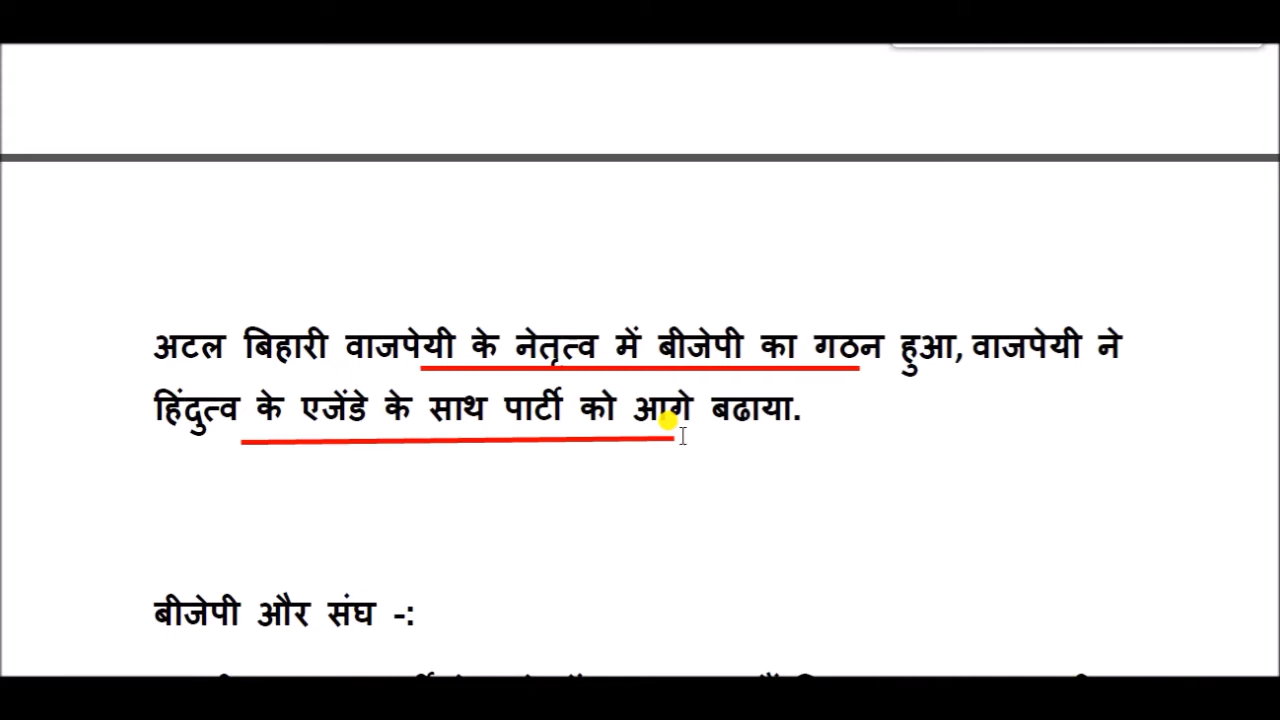 अटल बिहारी वाजपेयी के नेतृत्व में बीजेपी का गठन हुआ, वाजपेयी ने
हिंदुत्व के एजेंडे के साथ पार्टी को आगे बढाया.
बीजेपी और संघ -: